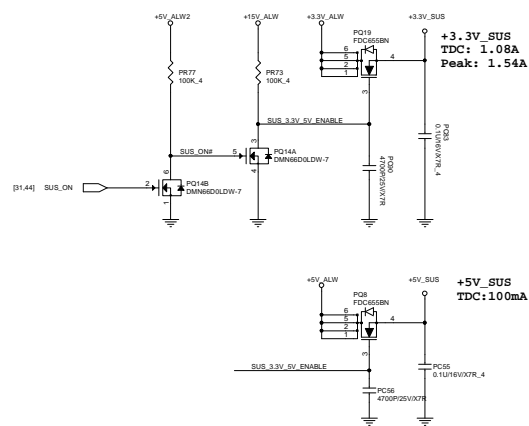 +5V_ALW2
+15V_ALW
+3.3V_ALW
+3.3V_SUS
PQ19
FDC655BN
6
5
2
1
4
3
+3.3V_SUS
TDC: 1.08A
Peak: 1.54A
PR77
100K_4
PR73
100K_4
SUS_3.3V_5V_ENABLE
PC83
0.1U/16V/X7R_4
SUS_ON#
5
3
4
PQ14A
DMN66D0LDW-7
PC90
4700P/25V/X7R
[31,44]
SUS_ON
2
6
1
PQ14B
DMN66D0LDW-7
+5V_ALW
+5V_SUS
PQ8
FDC655BN
6
5
2
1
4
3
+5V_SUS
TDC:100mA
SUS_3.3V_5V_ENABLE
PC55
0.1U/16V/X7R_4
PC56
4700P/25V/X7R